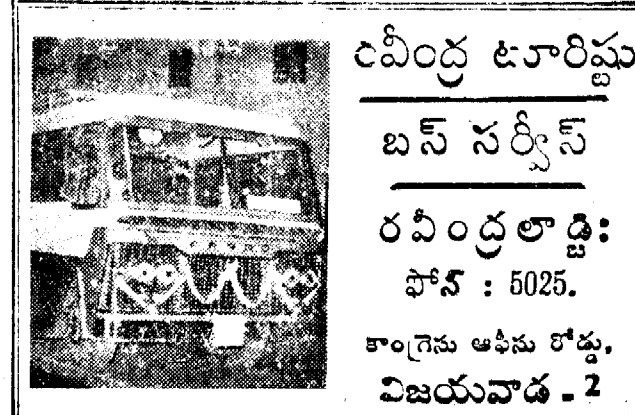 రవీంద్ర టూరిష్టు
బస్ సర్వీస్
రవీంద్రలాడ్జి:
ఫోన్ : 5025.
కాంగ్రెసు ఆఫీసు రోడ్డు,
విజయవాడ - 2